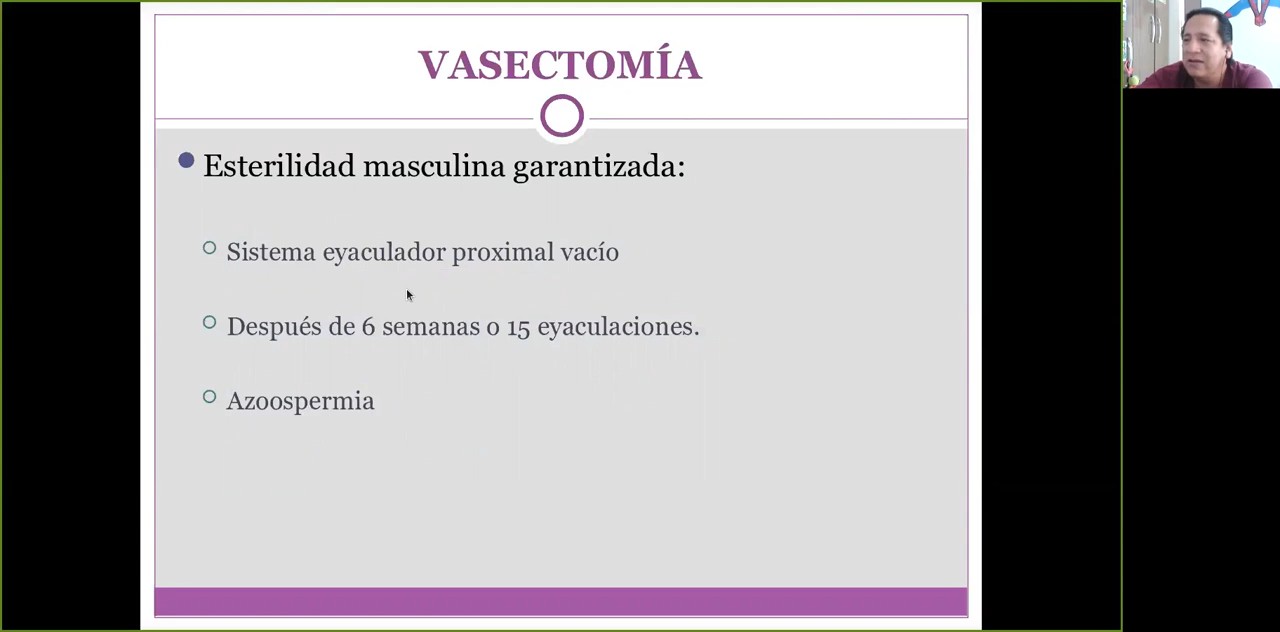 VASECTOMÍA
Esterilidad masculina garantizada:
Sistema eyaculador proximal vacío
Después de 6 semanas o 15 eyaculaciones.
Azoospermia